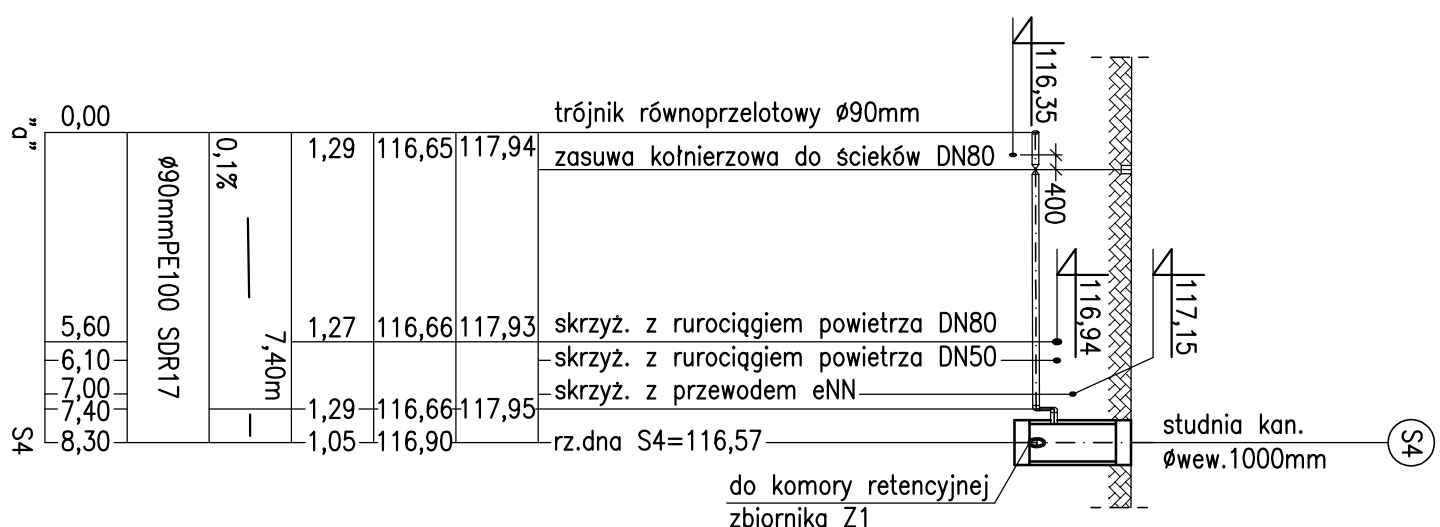 116,35
0,00
trójnik równoprzelotowy ø90mm
"a"
0,1%
1,29 116,65 117,94
zasuwa kołnierzowa do ścieków DN80
400
ø90mmPE100 SDR17
116,94
117,15
5,60
7,40m
1,27 116,66 117,93
skrzyż. z rurociągiem powietrza DN80
6,10
skrzyż. z rurociągiem powietrza DN50
7,00
skrzyż. z przewodem eNN
7,40
1,29 116,66 117,95
S4
8,30
1,05 116,90
rz.dna S4=116,57
studnia kan.
øwew.1000mm
S4
do komory retencyjnej
zbiornika Z1